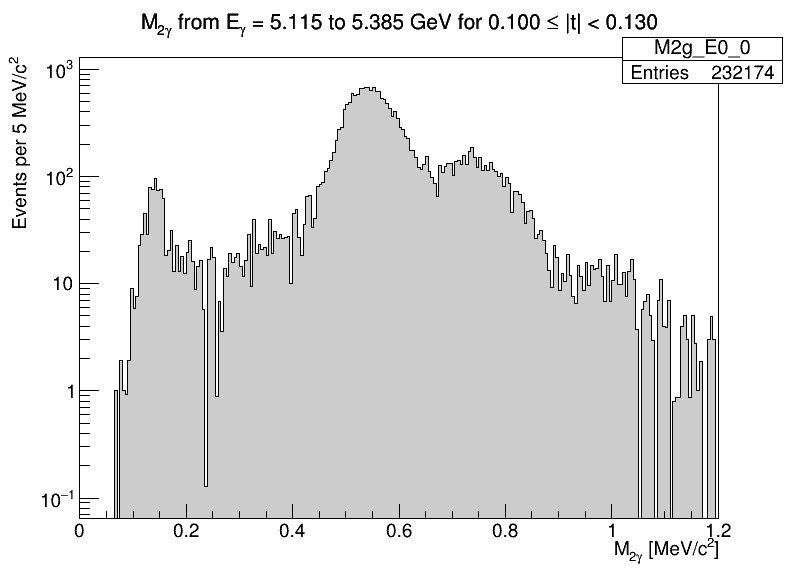 M2γ from Eγ = 5.115 to 5.385 GeV for 0.100 ≤ |t| < 0.130
M2g_E0_0
Entries 232174
Events per 5 MeV/c²
10³
10²
10
1
10⁻¹
0 0.2 0.4 0.6 0.8 1 1.2
M2γ [MeV/c²]